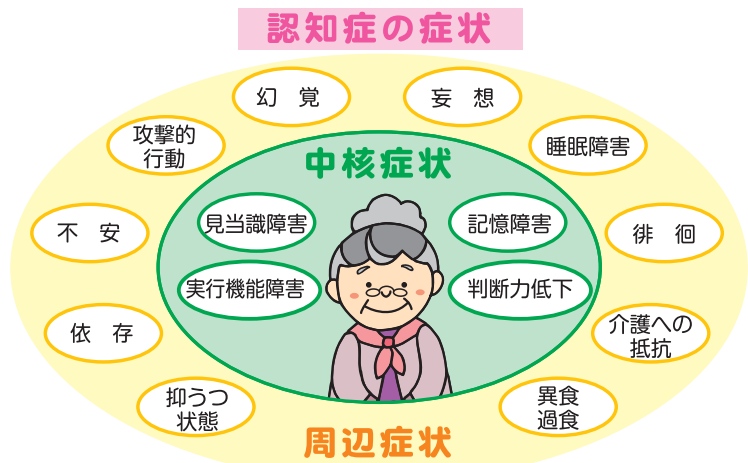 認知症の症状
幻　覚
妄　想
攻撃的
行動
睡眠障害
中核症状
見当識障害
記憶障害
不　安
徘　徊
実行機能障害
判断力低下
依　存
介護への
抵抗
抑うつ
状態
異食
過食
周辺症状